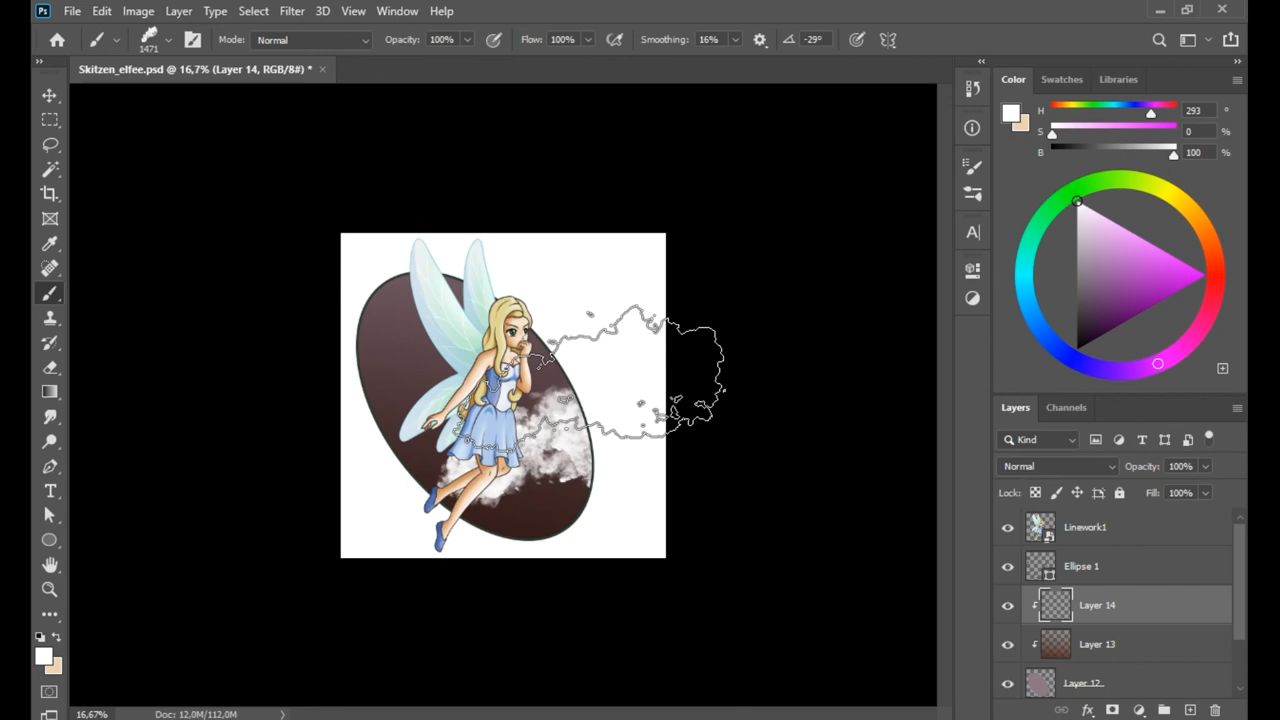 Ps File Edit Image Layer Type Select Filter 3D View Window Help
1471 Mode: Normal Opacity: 100% Flow: 100% Smoothing: 16% -29°
Skitzen_elfee.psd @ 16,7% (Layer 14, RGB/8#) *
Color Swatches Libraries
H 293 °
S 0 %
B 100 %
Layers Channels
Kind
Normal Opacity: 100%
Lock: Fill: 100%
Linework1
Ellipse 1
Layer 14
Layer 13
Layer 12
16,67% Doc: 12,0M/112,0M